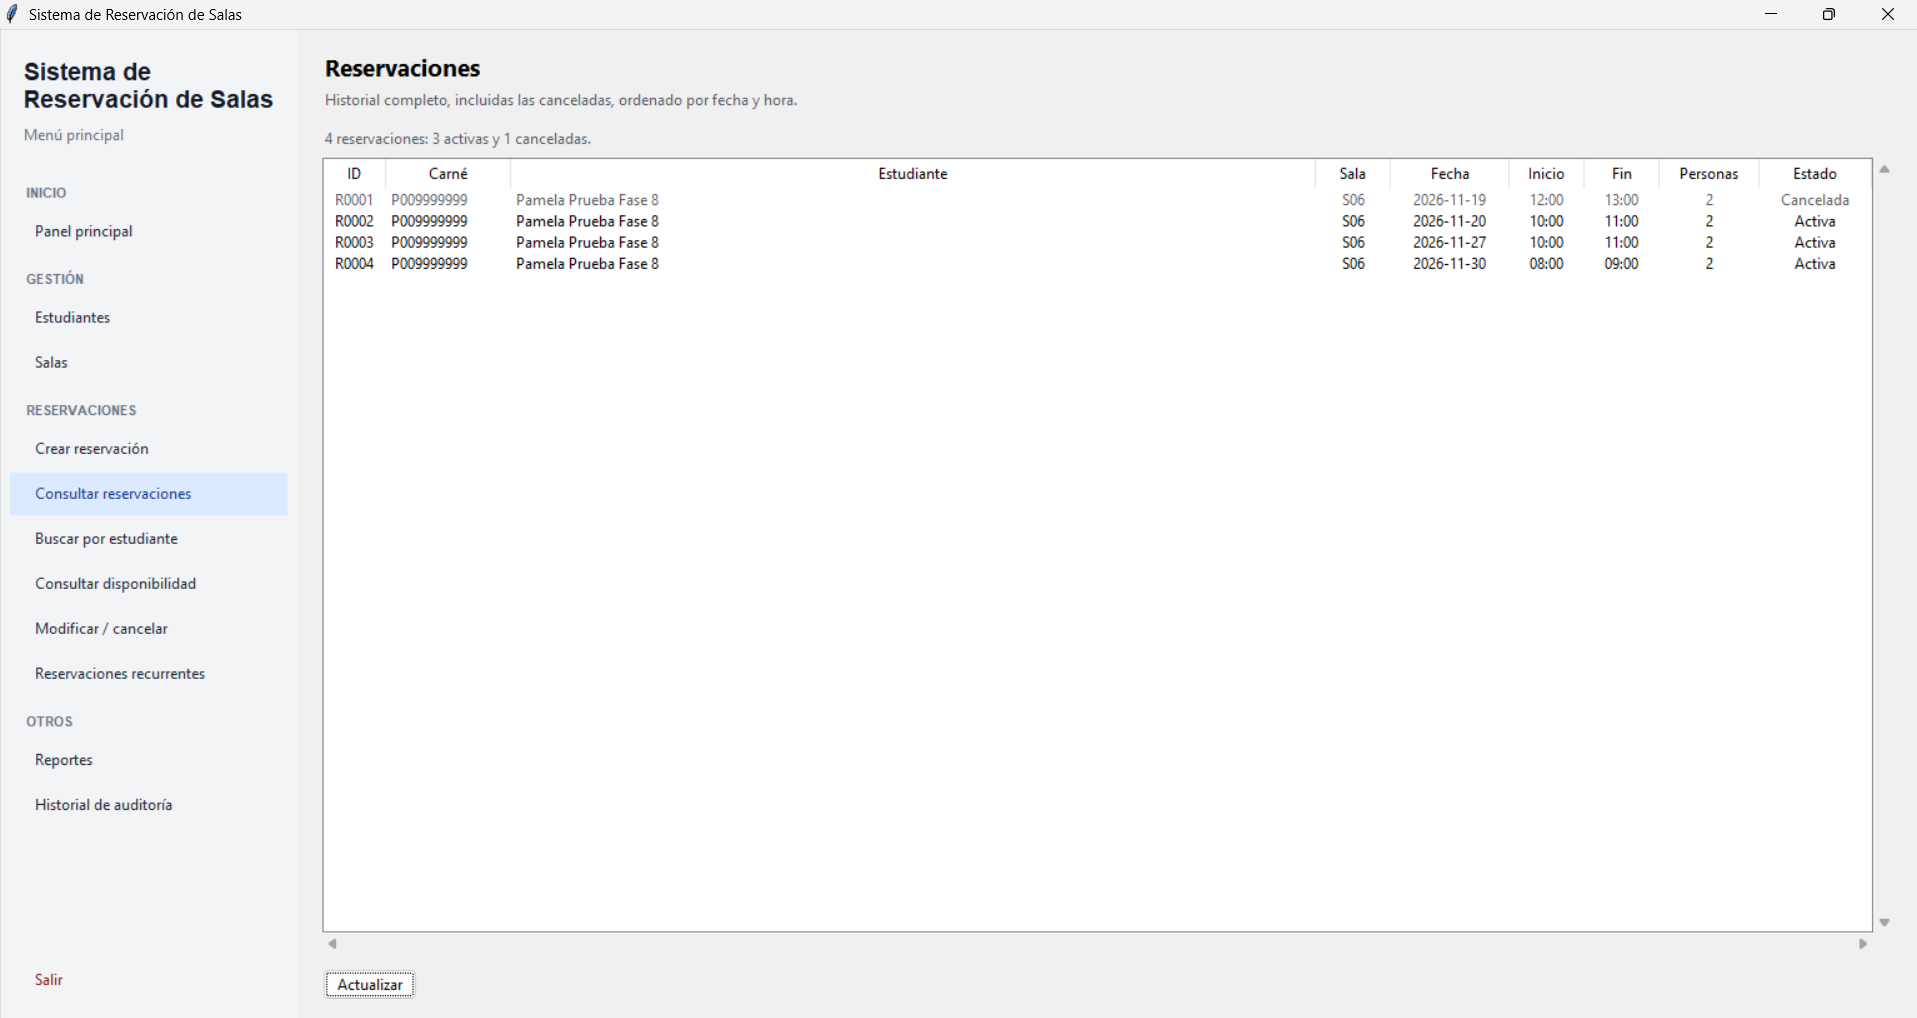 Sistema de Reservación de Salas
Sistema de
Reservación de Salas
Menú principal
INICIO
Panel principal
GESTIÓN
Estudiantes
Salas
RESERVACIONES
Crear reservación
Consultar reservaciones
Buscar por estudiante
Consultar disponibilidad
Modificar / cancelar
Reservaciones recurrentes
OTROS
Reportes
Historial de auditoría
Salir
Reservaciones
Historial completo, incluidas las canceladas, ordenado por fecha y hora.
4 reservaciones: 3 activas y 1 canceladas.
ID Carné Estudiante Sala Fecha Inicio Fin Personas Estado
R0001 P009999999 Pamela Prueba Fase 8 S06 2026-11-19 12:00 13:00 2 Cancelada
R0002 P009999999 Pamela Prueba Fase 8 S06 2026-11-20 10:00 11:00 2 Activa
R0003 P009999999 Pamela Prueba Fase 8 S06 2026-11-27 10:00 11:00 2 Activa
R0004 P009999999 Pamela Prueba Fase 8 S06 2026-11-30 08:00 09:00 2 Activa
Actualizar